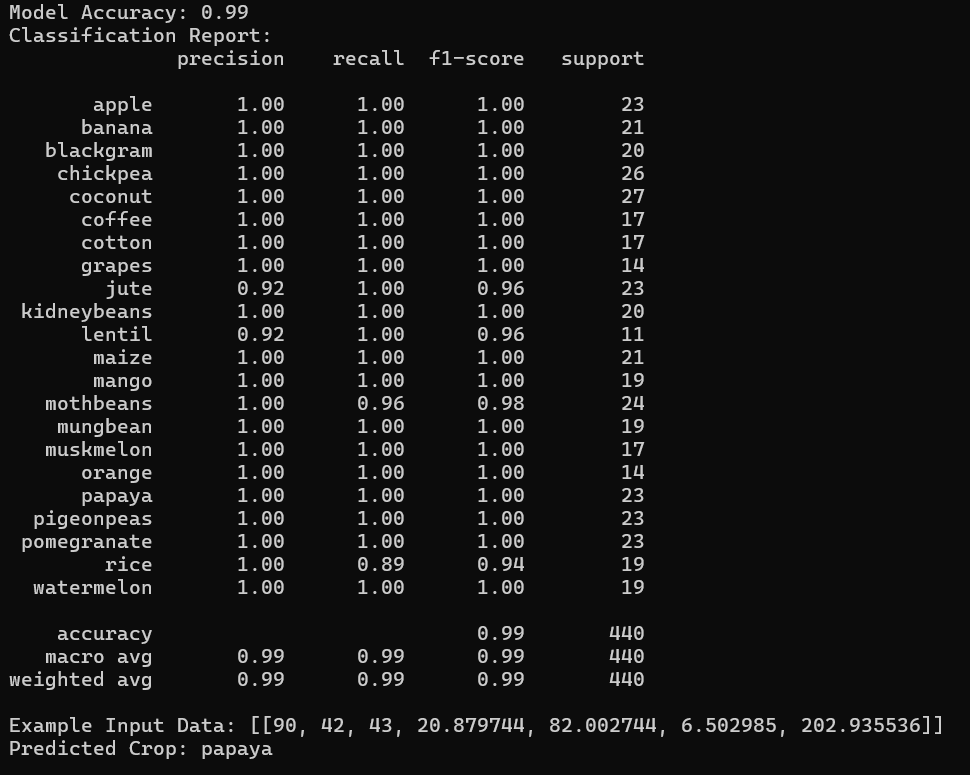 Model Accuracy: 0.99
Classification Report:
              precision    recall  f1-score   support

       apple       1.00      1.00      1.00        23
      banana       1.00      1.00      1.00        21
   blackgram       1.00      1.00      1.00        20
    chickpea       1.00      1.00      1.00        26
     coconut       1.00      1.00      1.00        27
      coffee       1.00      1.00      1.00        17
      cotton       1.00      1.00      1.00        17
      grapes       1.00      1.00      1.00        14
        jute       0.92      1.00      0.96        23
 kidneybeans       1.00      1.00      1.00        20
      lentil       0.92      1.00      0.96        11
       maize       1.00      1.00      1.00        21
       mango       1.00      1.00      1.00        19
   mothbeans       1.00      0.96      0.98        24
    mungbean       1.00      1.00      1.00        19
   muskmelon       1.00      1.00      1.00        17
      orange       1.00      1.00      1.00        14
      papaya       1.00      1.00      1.00        23
  pigeonpeas       1.00      1.00      1.00        23
 pomegranate       1.00      1.00      1.00        23
        rice       1.00      0.89      0.94        19
  watermelon       1.00      1.00      1.00        19

    accuracy                           0.99       440
   macro avg       0.99      0.99      0.99       440
weighted avg       0.99      0.99      0.99       440

Example Input Data: [[90, 42, 43, 20.879744, 82.002744, 6.502985, 202.935536]]
Predicted Crop: papaya